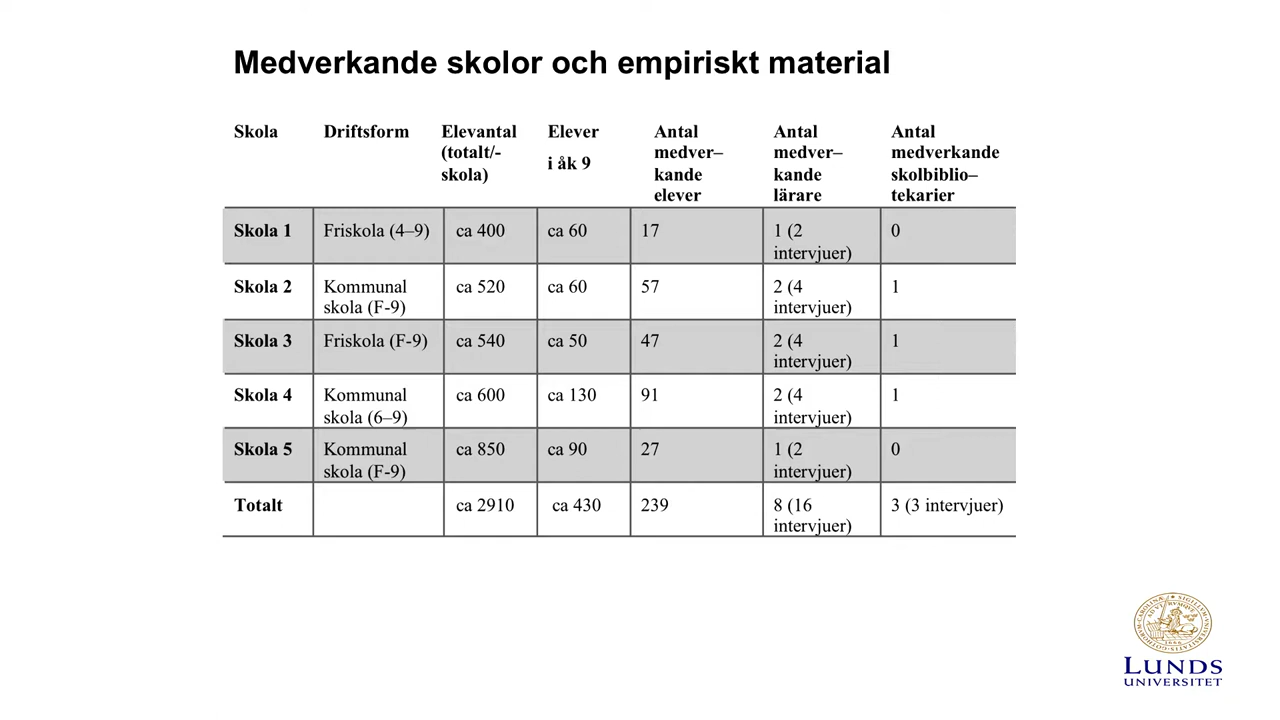 Medverkande skolor och empiriskt material
Skola Driftsform Elevantal (totalt/-skola) Elever i åk 9 Antal medver–kande elever Antal medver–kande lärare Antal medverkande skolbiblio–tekarier
Skola 1 Friskola (4–9) ca 400 ca 60 17 1 (2 intervjuer) 0
Skola 2 Kommunal skola (F-9) ca 520 ca 60 57 2 (4 intervjuer) 1
Skola 3 Friskola (F-9) ca 540 ca 50 47 2 (4 intervjuer) 1
Skola 4 Kommunal skola (6–9) ca 600 ca 130 91 2 (4 intervjuer) 1
Skola 5 Kommunal skola (F-9) ca 850 ca 90 27 1 (2 intervjuer) 0
Totalt ca 2910 ca 430 239 8 (16 intervjuer) 3 (3 intervjuer)
LUNDS
UNIVERSITET